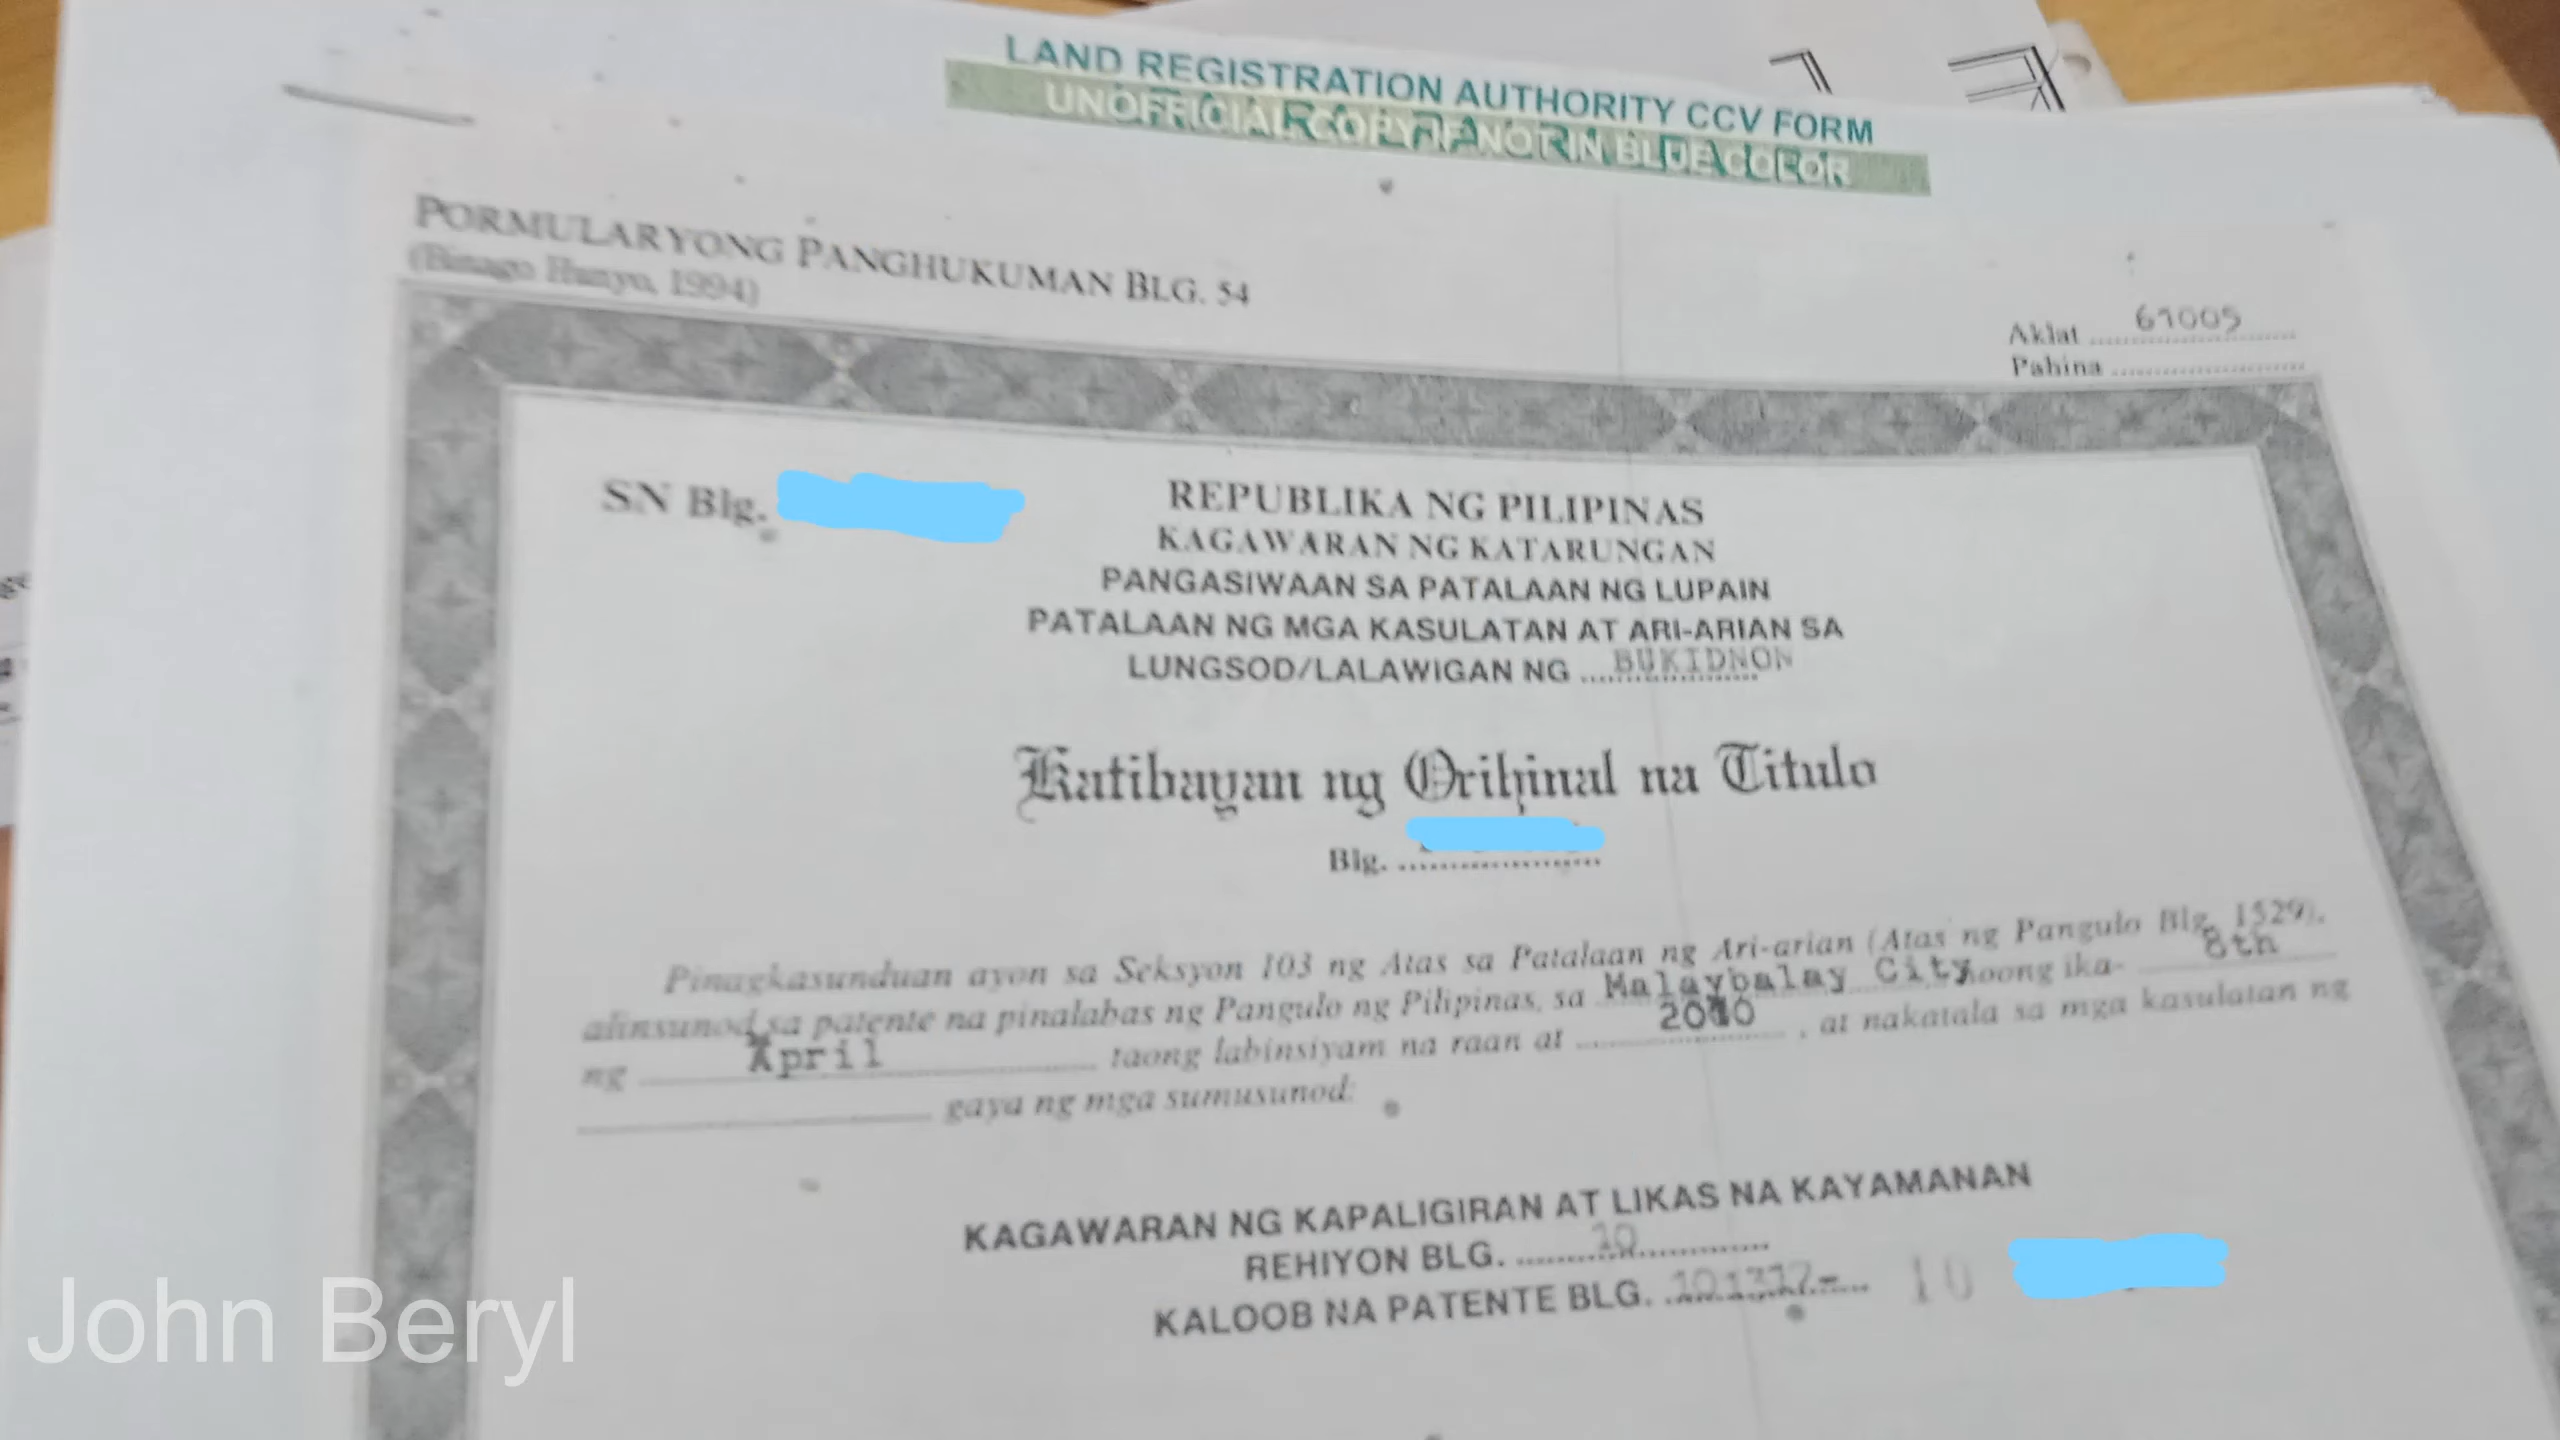 LAND REGISTRATION AUTHORITY CCV FORM
UNOFFICIAL COPY IF NOT IN BLUE COLOR
PORMULARYONG PANGHUKUMAN BLG. 54
(Binago Hunyo, 1994)
Aklat 61005
Pahina
SN Blg.
REPUBLIKA NG PILIPINAS
KAGAWARAN NG KATARUNGAN
PANGASIWAAN SA PATALAAN NG LUPAIN
PATALAAN NG MGA KASULATAN AT ARI-ARIAN SA
LUNGSOD/LALAWIGAN NG BUKIDNON
Katibayan ng Orihinal na Titulo
Blg.
Pinagkasunduan ayon sa Seksyon 103 ng Atas sa Patalaan ng Ari-arian (Atas ng Pangulo Blg. 1529),
alinsunod sa patente na pinalabas ng Pangulo ng Pilipinas, sa Malaybalay City noong ika- 8th
ng April taong labinsiyam na raan at 2010, at nakatala sa mga kasulatan ng
gaya ng mga sumusunod:
KAGAWARAN NG KAPALIGIRAN AT LIKAS NA KAYAMANAN
REHIYON BLG. 10
KALOOB NA PATENTE BLG. 101317- 10
John Beryl